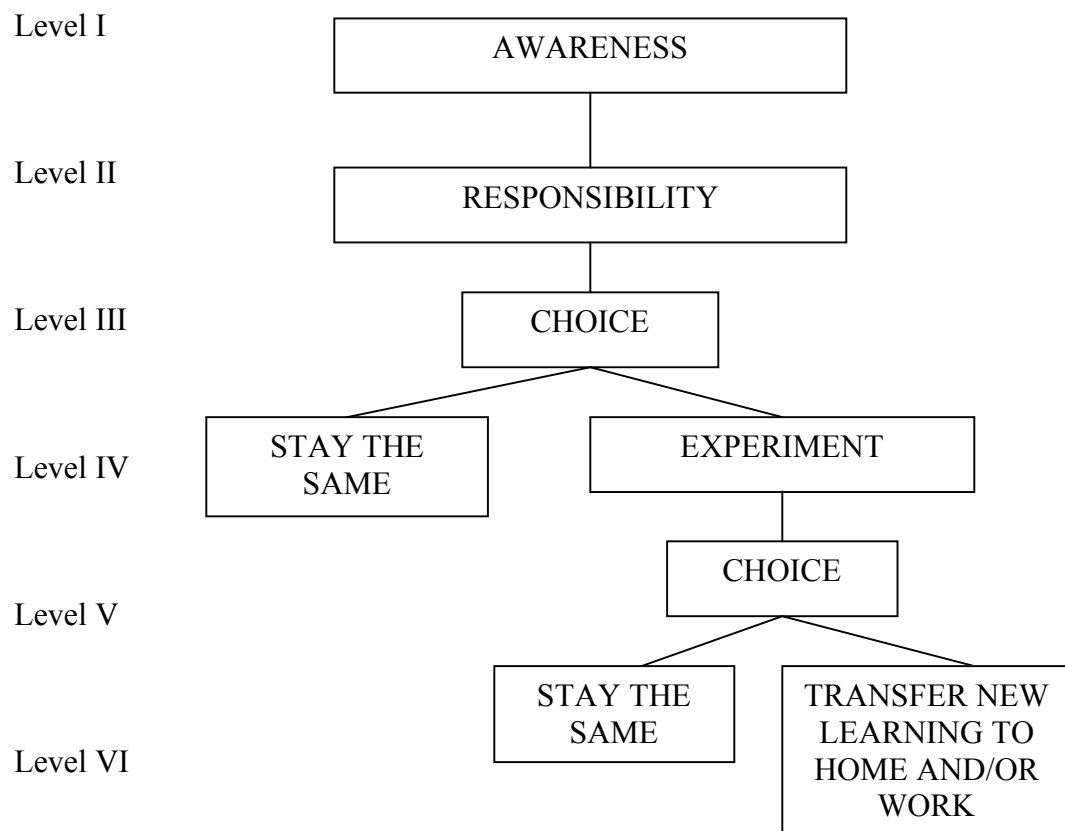 Level I
AWARENESS
Level II
RESPONSIBILITY
Level III
CHOICE
Level IV
STAY THE
SAME
EXPERIMENT
CHOICE
Level V
STAY THE
SAME
TRANSFER NEW
LEARNING TO
HOME AND/OR
WORK
Level VI